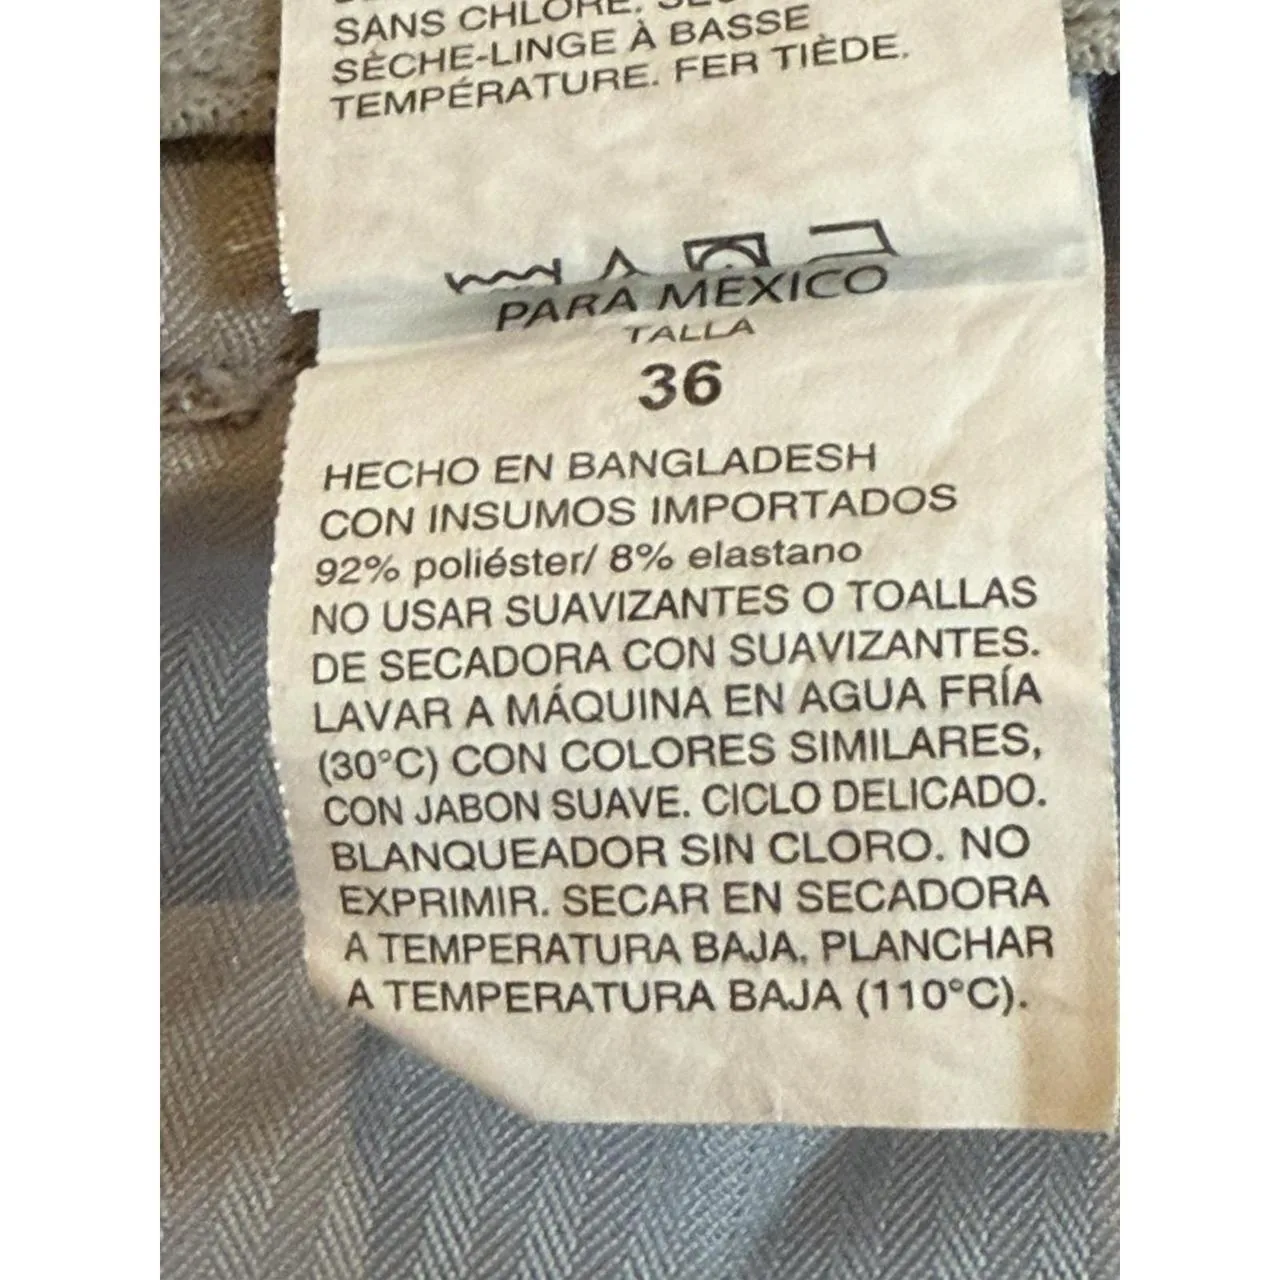 SANS CHLORE.
SÈCHE-LINGE À BASSE
TEMPÉRATURE. FER TIÈDE.
PARA MÉXICO
TALLA
36
HECHO EN BANGLADESH
CON INSUMOS IMPORTADOS
92% poliéster/ 8% elastano
NO USAR SUAVIZANTES O TOALLAS
DE SECADORA CON SUAVIZANTES.
LAVAR A MÁQUINA EN AGUA FRÍA
(30°C) CON COLORES SIMILARES,
CON JABON SUAVE. CICLO DELICADO.
BLANQUEADOR SIN CLORO. NO
EXPRIMIR. SECAR EN SECADORA
A TEMPERATURA BAJA. PLANCHAR
A TEMPERATURA BAJA (110°C).